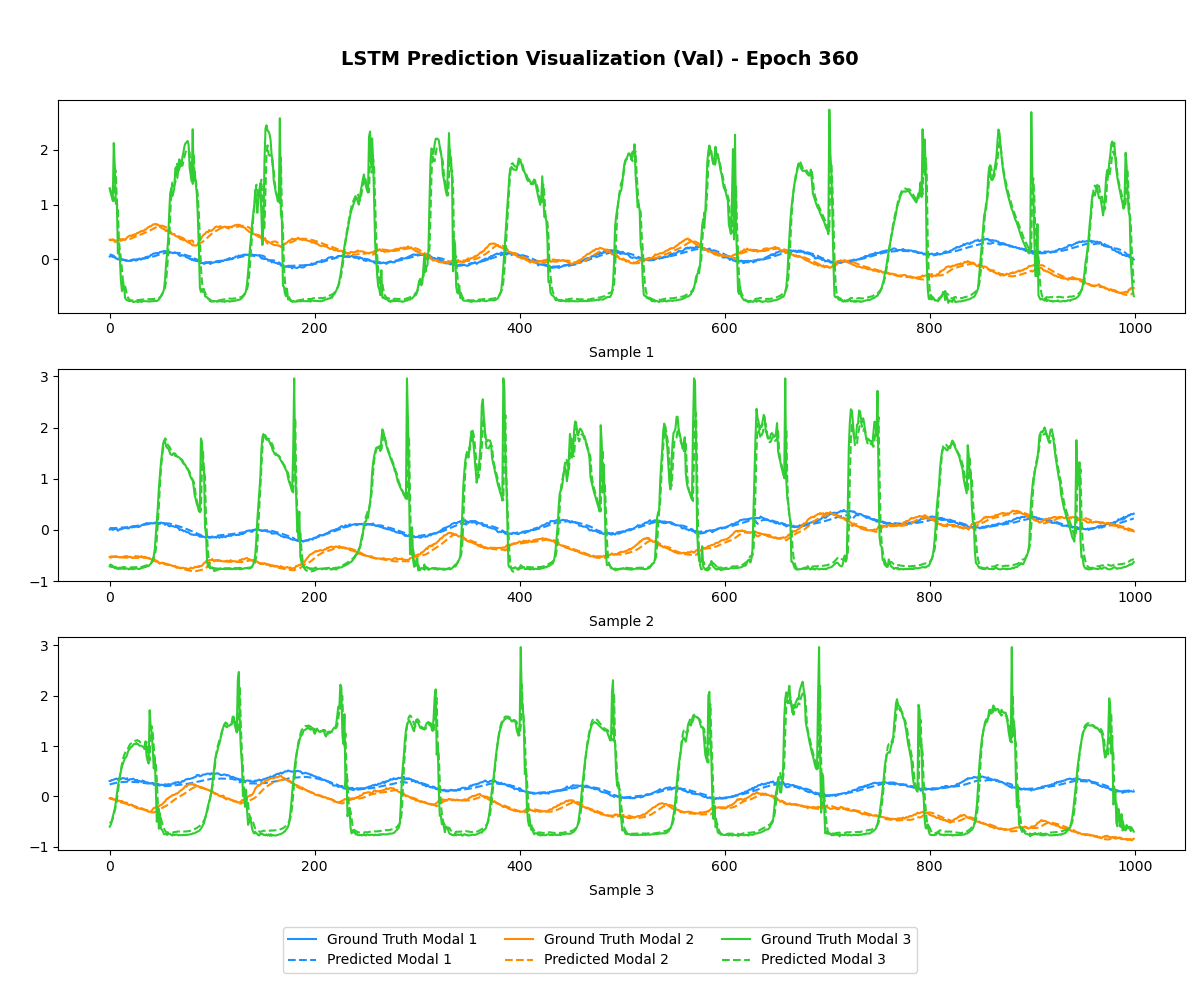 LSTM Prediction Visualization (Val) - Epoch 360
2
1
0
0 200 400 600 800 1000
Sample 1
3
2
1
0
−1
0 200 400 600 800 1000
Sample 2
3
2
1
0
−1
0 200 400 600 800 1000
Sample 3
Ground Truth Modal 1 Ground Truth Modal 2 Ground Truth Modal 3
Predicted Modal 1 Predicted Modal 2 Predicted Modal 3